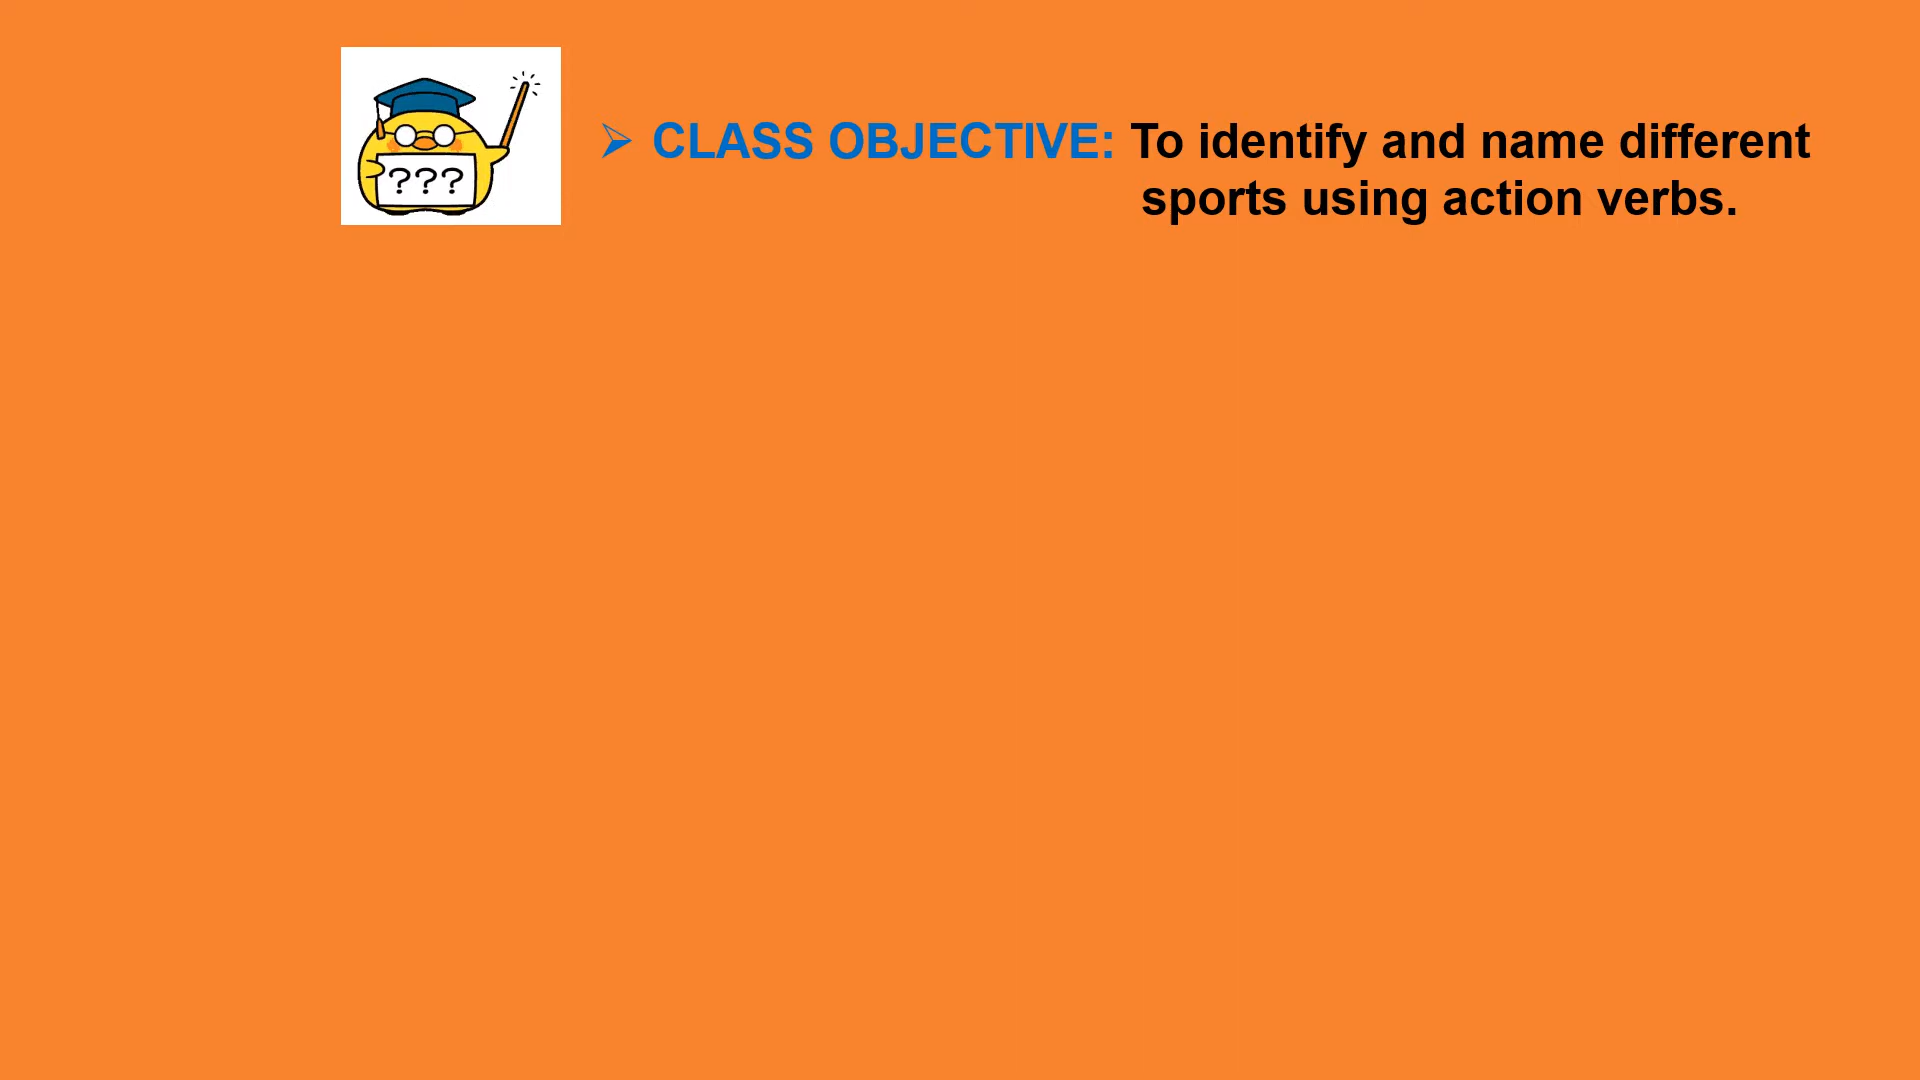 ???
➢ CLASS OBJECTIVE: To identify and name different
sports using action verbs.